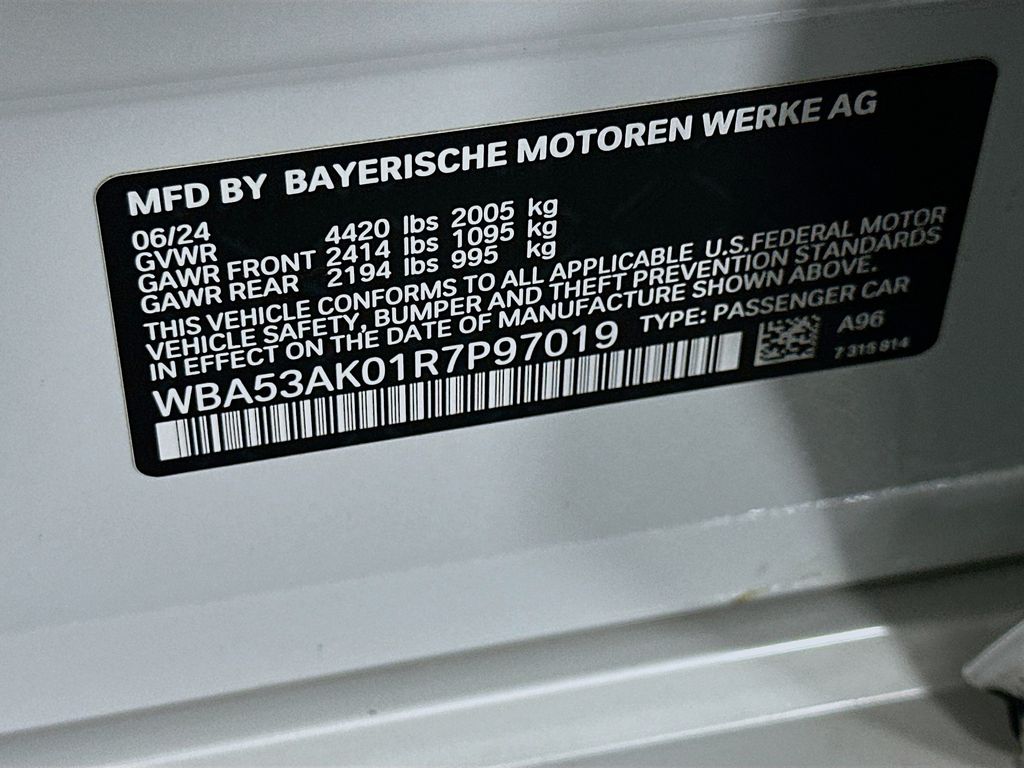 MFD BY BAYERISCHE MOTOREN WERKE AG
06/24
GVWR 4420 lbs 2005 kg
GAWR FRONT 2414 lbs 1095 kg
GAWR REAR 2194 lbs 995 kg
THIS VEHICLE CONFORMS TO ALL APPLICABLE U.S.FEDERAL MOTOR
VEHICLE SAFETY, BUMPER AND THEFT PREVENTION STANDARDS
IN EFFECT ON THE DATE OF MANUFACTURE SHOWN ABOVE.
WBA53AK01R7P97019 TYPE: PASSENGER CAR
A96
7 315 814